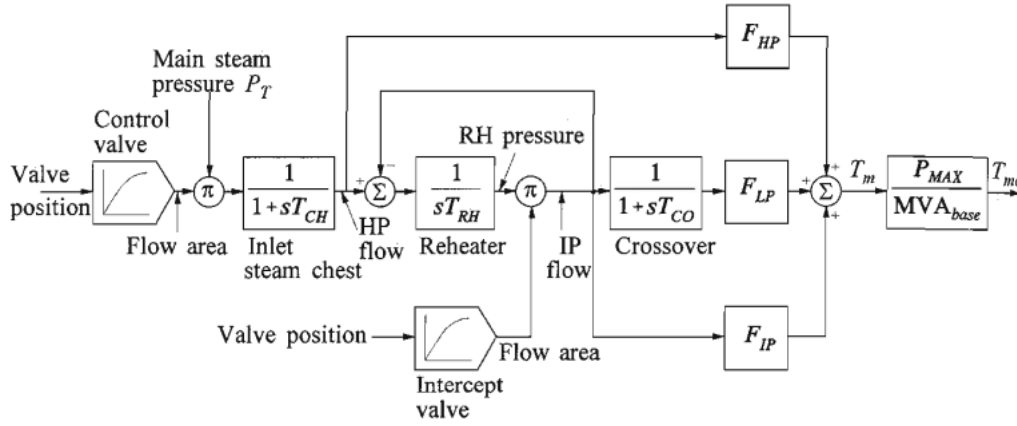 F_HP
Main steam
pressure P_T
Control
valve
RH pressure
Valve
position
π
1
1+sT_CH
+
−
Σ
1
sT_RH
π
1
1+sT_CO
F_LP
+
+
+
Σ
T_m
P_MAX
MVA_base
Flow area
Inlet
steam chest
HP
flow
Reheater
IP
flow
Crossover
Valve position
Flow area
F_IP
Intercept
valve